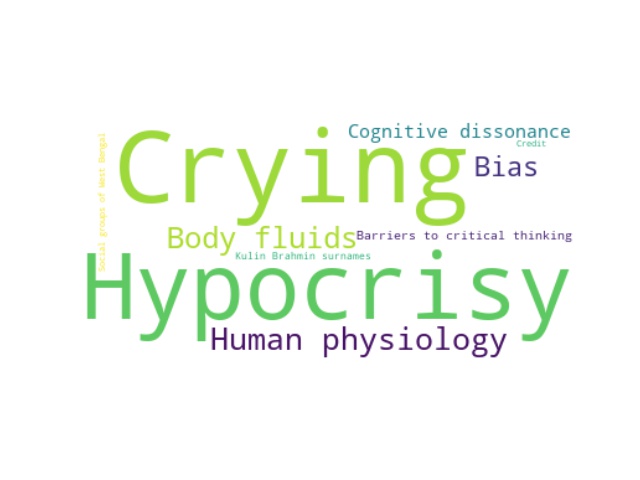 Cognitive dissonance
Credit
Crying
Bias
Social groups of West Bengal
Body fluids
Barriers to critical thinking
Kulin Brahmin surnames
Hypocrisy
Human physiology